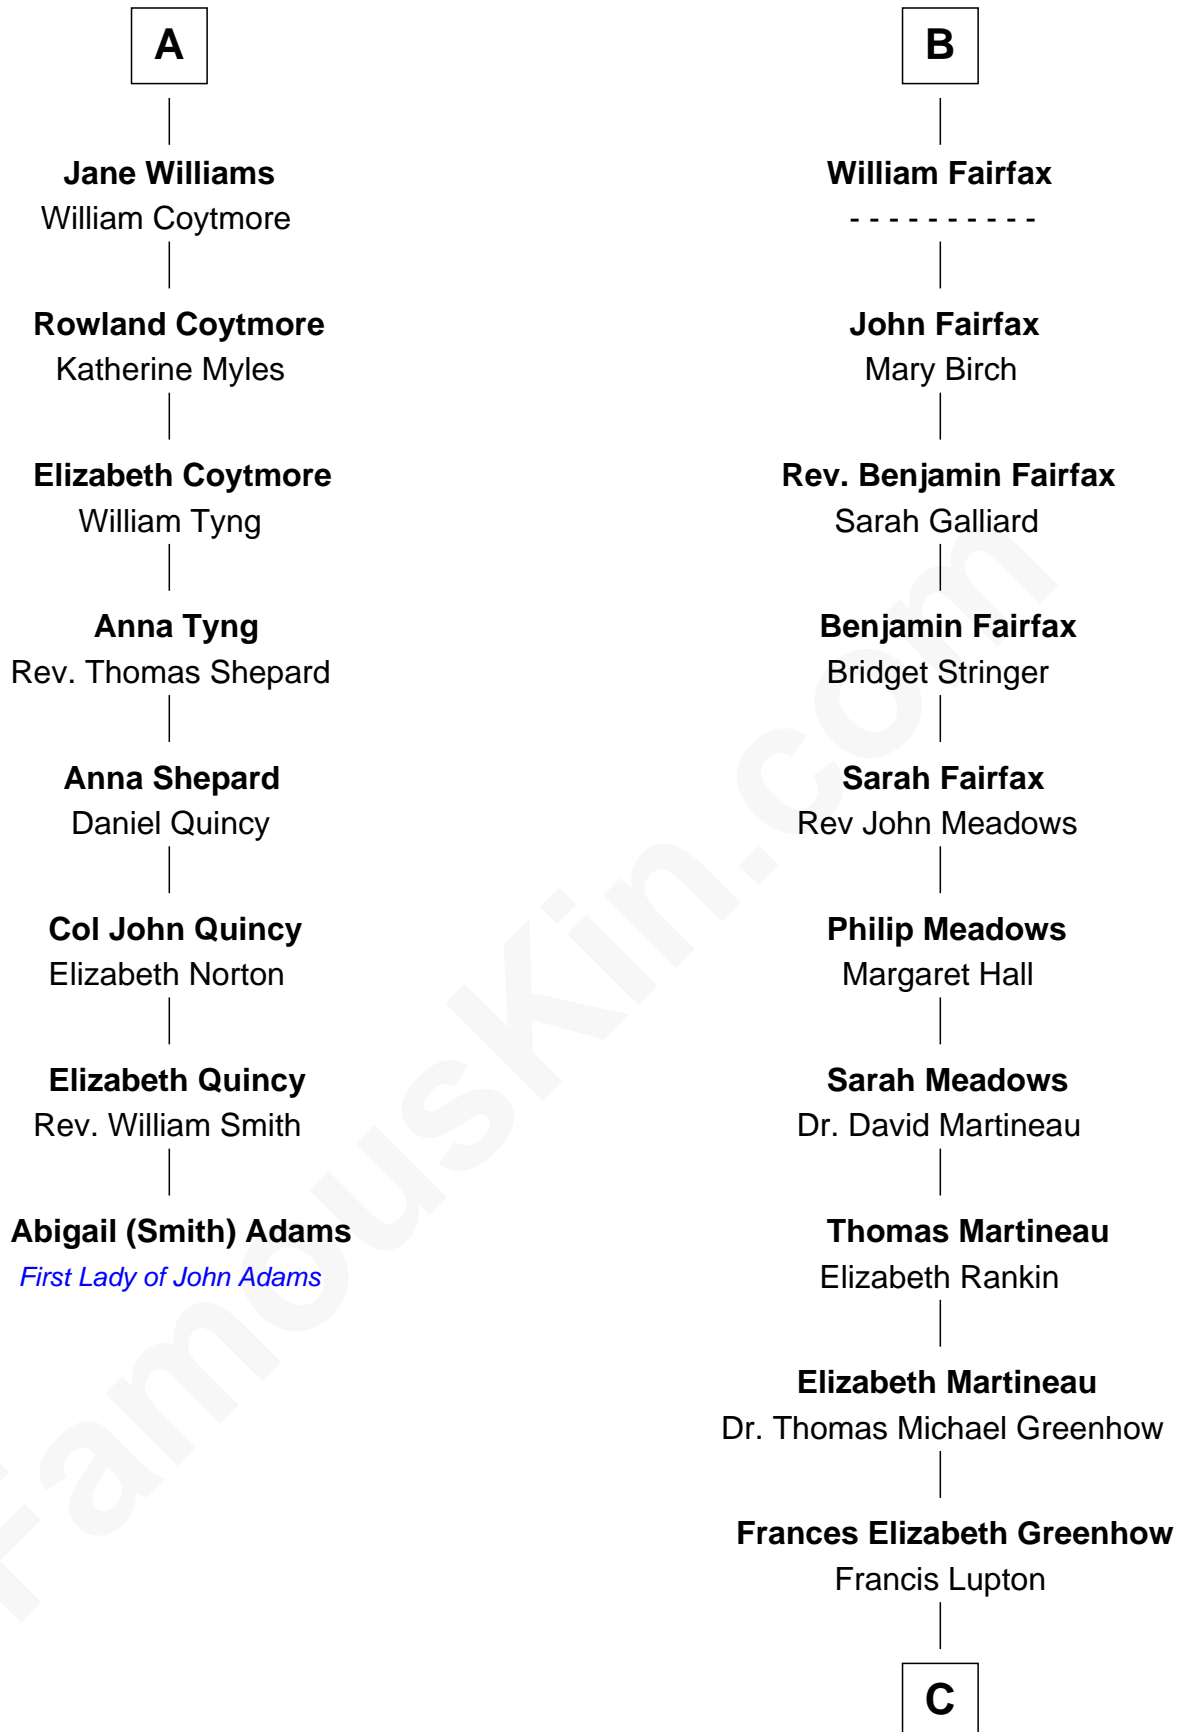 A
Jane Williams
William Coytmore
Rowland Coytmore
Katherine Myles
Elizabeth Coytmore
William Tyng
Anna Tyng
Rev. Thomas Shepard
Anna Shepard
Daniel Quincy
Col John Quincy
Elizabeth Norton
Elizabeth Quincy
Rev. William Smith
Abigail (Smith) Adams
First Lady of John Adams
B
William Fairfax
- - - - - - - - - -
John Fairfax
Mary Birch
Rev. Benjamin Fairfax
Sarah Galliard
Benjamin Fairfax
Bridget Stringer
Sarah Fairfax
Rev John Meadows
Philip Meadows
Margaret Hall
Sarah Meadows
Dr. David Martineau
Thomas Martineau
Elizabeth Rankin
Elizabeth Martineau
Dr. Thomas Michael Greenhow
Frances Elizabeth Greenhow
Francis Lupton
C
FamousKin.com